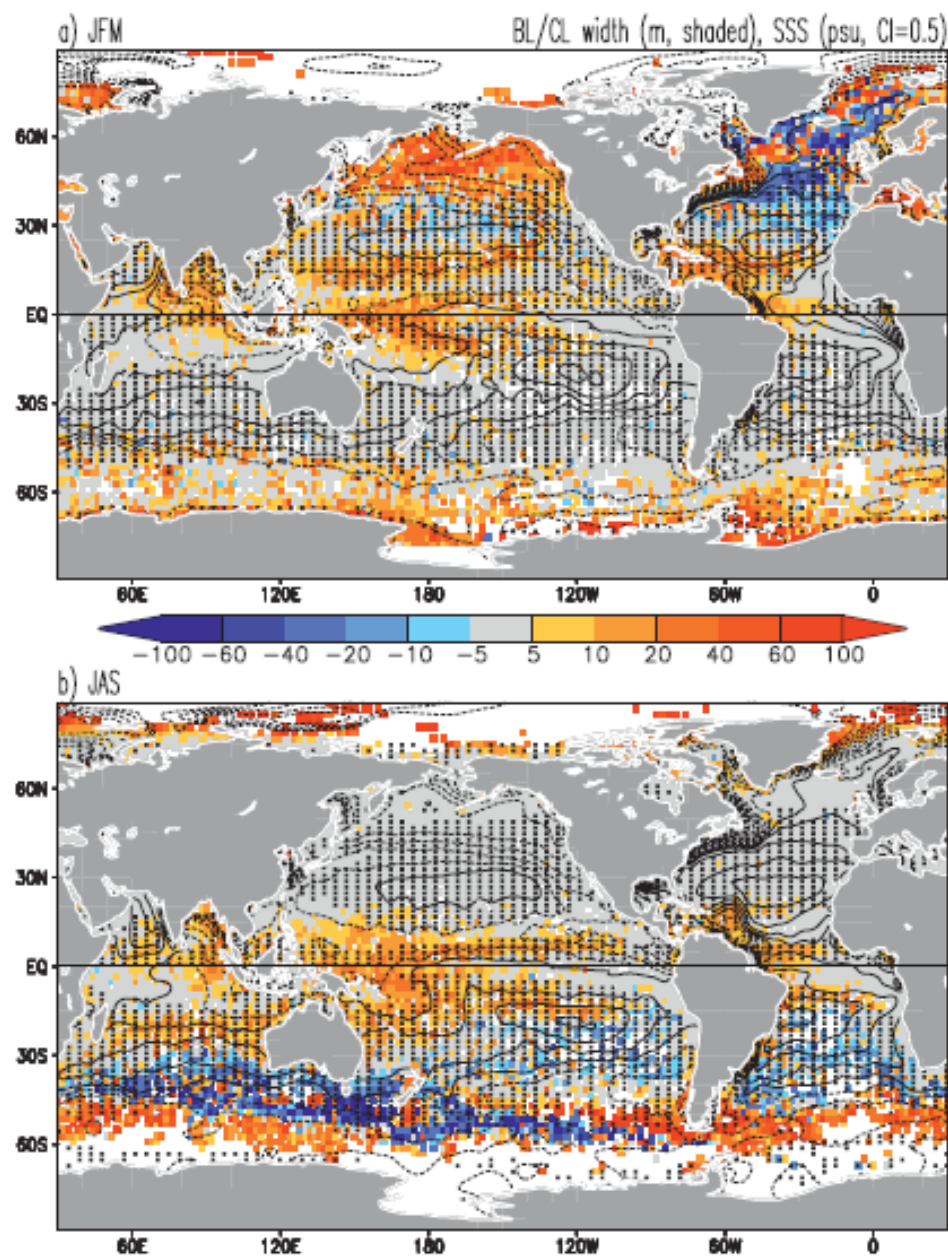 a) JFM BL/CL width (m, shaded), SSS (psu, CI=0.5)
60N
30N
EQ
30S
60S
60E 120E 180 120W 60W 0
−100 −60 −40 −20 −10 −5 5 10 20 40 60 100
b) JAS
60N
30N
EQ
30S
60S
60E 120E 180 120W 60W 0